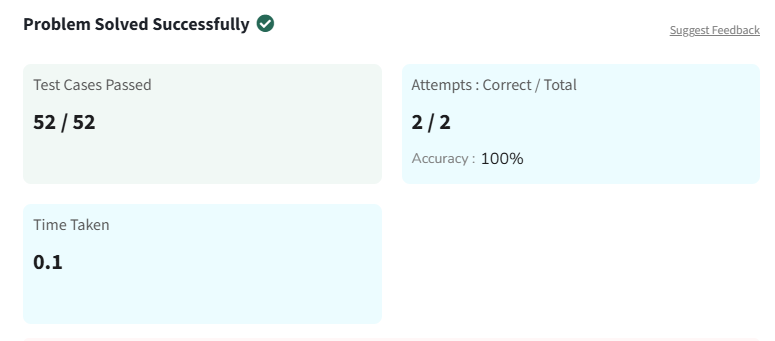 Problem Solved Successfully
Suggest Feedback
Test Cases Passed
52 / 52
Attempts : Correct / Total
2 / 2
Accuracy : 100%
Time Taken
0.1